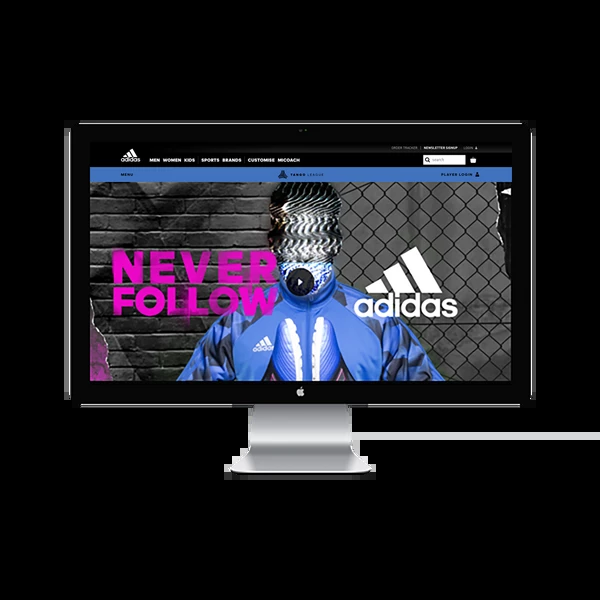 ORDER TRACKER | NEWSLETTER SIGNUP LOGIN
adidas
MEN WOMEN KIDS SPORTS BRANDS CUSTOMISE MICOACH
search
MENU TANGO LEAGUE PLAYER LOGIN
NEVER
FOLLOW
adidas
adidas